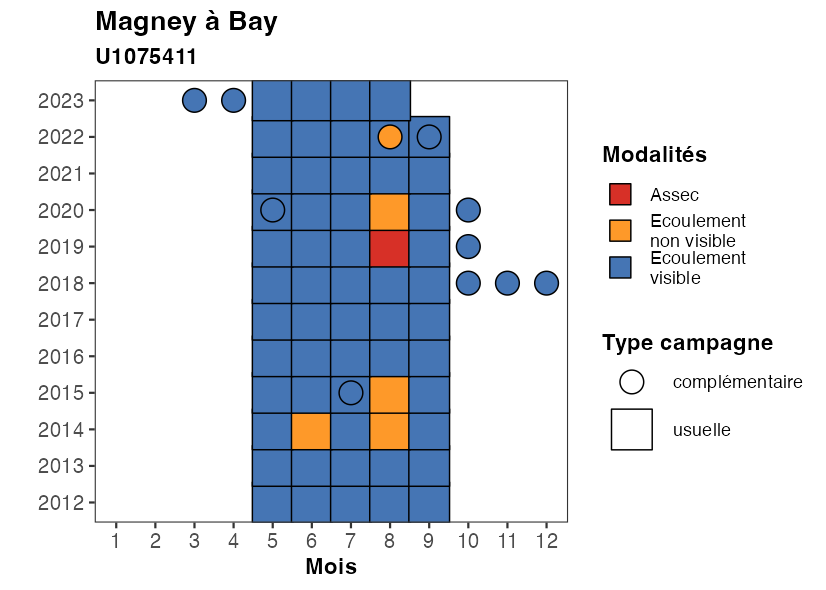 Magney à Bay
U1075411
2023
2022
2021
2020
2019
2018
2017
2016
2015
2014
2013
2012
1 2 3 4 5 6 7 8 9 10 11 12
Mois
Modalités
Assec
Ecoulement
non visible
Ecoulement
visible
Type campagne
complémentaire
usuelle